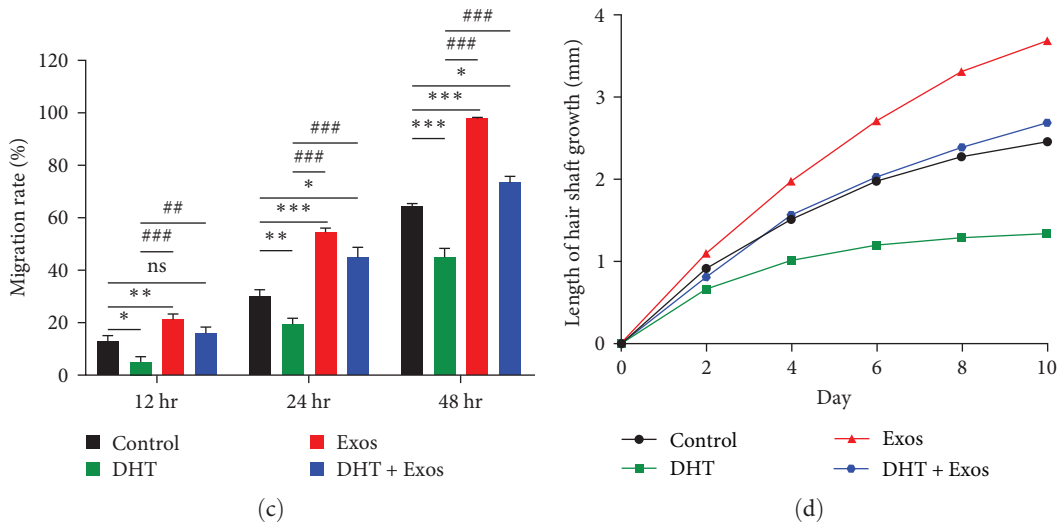 Migration rate (%)
120
100
80
60
40
20
0
###
###
*
***
***
###
###
*
***
**
##
###
ns
**
*
12 hr 24 hr 48 hr
Control Exos
DHT DHT + Exos
(c)
Length of hair shaft growth (mm)
4
3
2
1
0
0 2 4 6 8 10
Day
Control Exos
DHT DHT + Exos
(d)